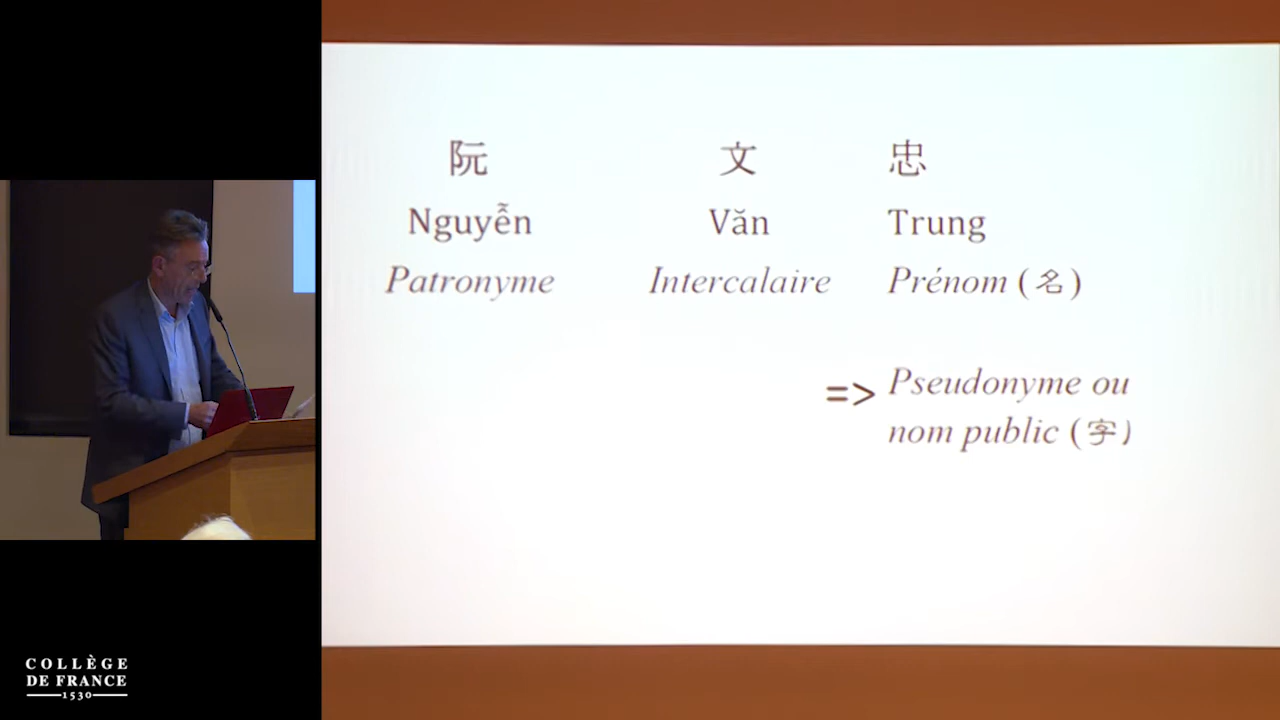 阮 文 忠
Nguyễn Văn Trung
Patronyme Intercalaire Prénom (名)
=> Pseudonyme ou
nom public (字)
COLLÈGE
DE FRANCE
1530